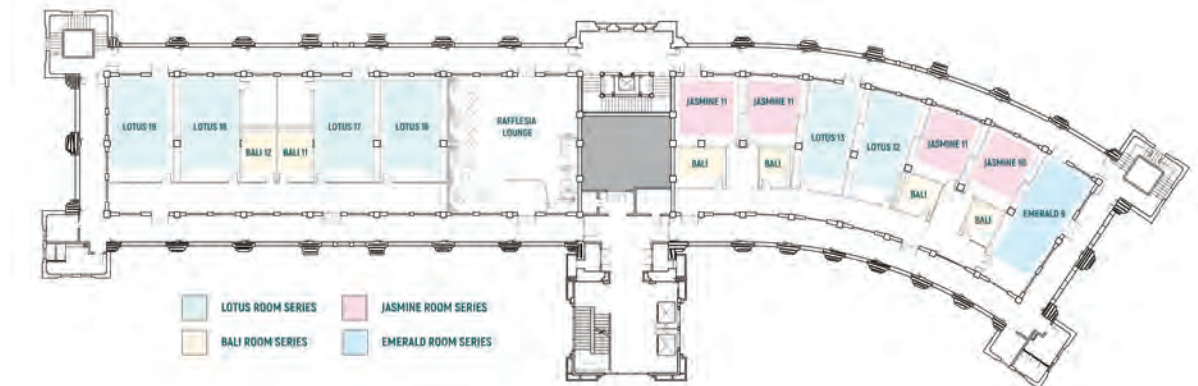 LOTUS 19
LOTUS 18
BALI 12
BALI 11
LOTUS 17
LOTUS 16
RAFFLESIA
LOUNGE
JASMINE 11
BALI
JASMINE 11
BALI
LOTUS 13
LOTUS 12
JASMINE 11
BALI
JASMINE 10
BALI
EMERALD 9
LOTUS ROOM SERIES
JASMINE ROOM SERIES
BALI ROOM SERIES
EMERALD ROOM SERIES